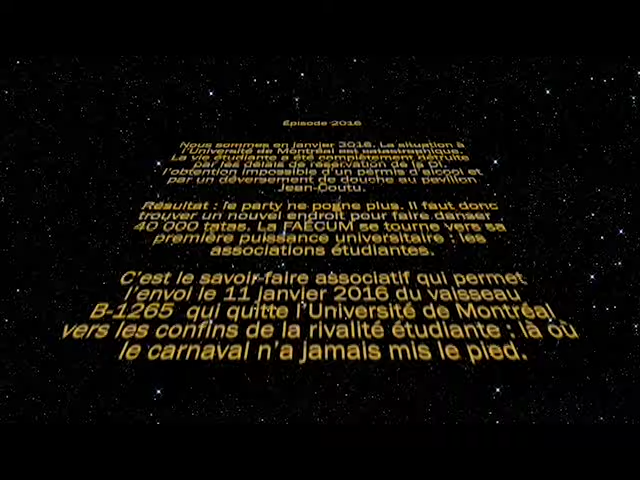 Épisode 2016
Nous sommes en janvier 2016. La situation à
l'Université de Montréal est catastrophique.
La vie étudiante a été complètement détruite
par les délais de réservation de la PI,
l'obtention impossible d'un permis d'alcool et
par un déversement de douche au pavillon
Jean-Coutu.
Résultat : le party ne pogne plus. Il faut donc
trouver un nouvel endroit pour faire danser
40 000 tatas. La FAÉCUM se tourne vers sa
première puissance universitaire : les
associations étudiantes.
C'est le savoir-faire associatif qui permet
l'envoi le 11 janvier 2016 du vaisseau
B-1265 qui quitte l'Université de Montréal
vers les confins de la rivalité étudiante : là où
le carnaval n'a jamais mis le pied.